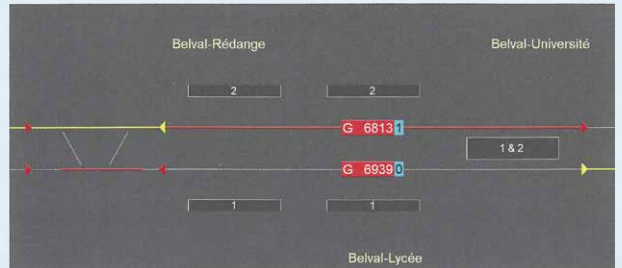 Belval-Rédange
Belval-Université
2
2
G 6813 1
1 & 2
G 6939 0
1
1
Belval-Lycée